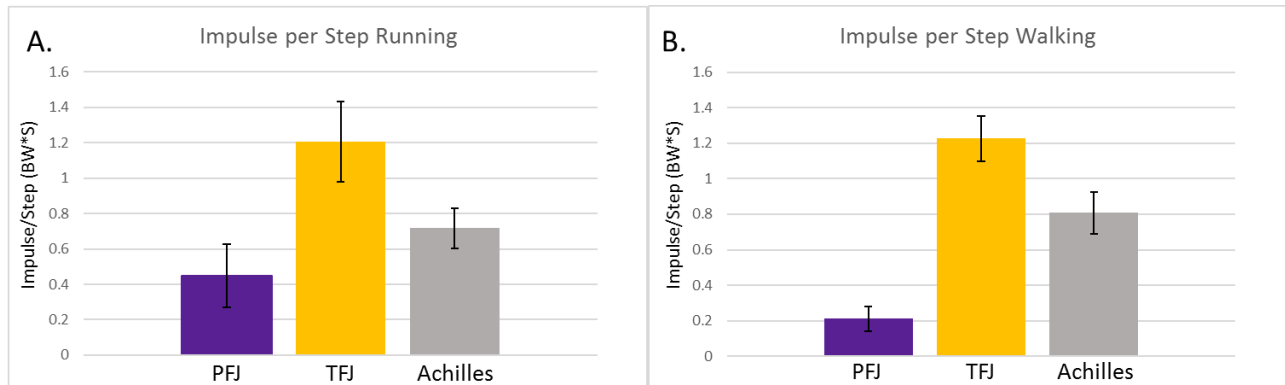 A.
Impulse per Step Running
Impulse/Step (BW*S)
1.6
1.4
1.2
1
0.8
0.6
0.4
0.2
0
PFJ TFJ Achilles
B.
Impulse per Step Walking
Impulse/Step (BW*S)
1.6
1.4
1.2
1
0.8
0.6
0.4
0.2
0
PFJ TFJ Achilles